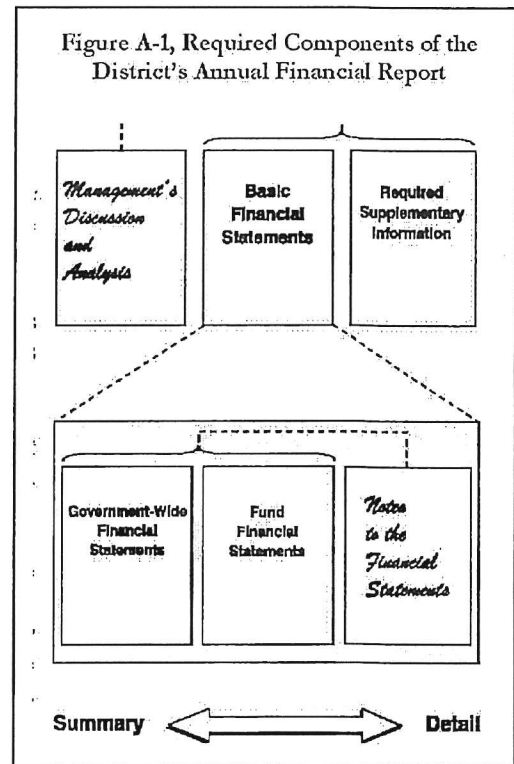 Figure A-1, Required Components of the
District's Annual Financial Report
Management's
Discussion
and
Analysis
Basic
Financial
Statements
Required
Supplementary
Information
Government-Wide
Financial
Statements
Fund
Financial
Statements
Notes
to the
Financial
Statements
Summary
Detail